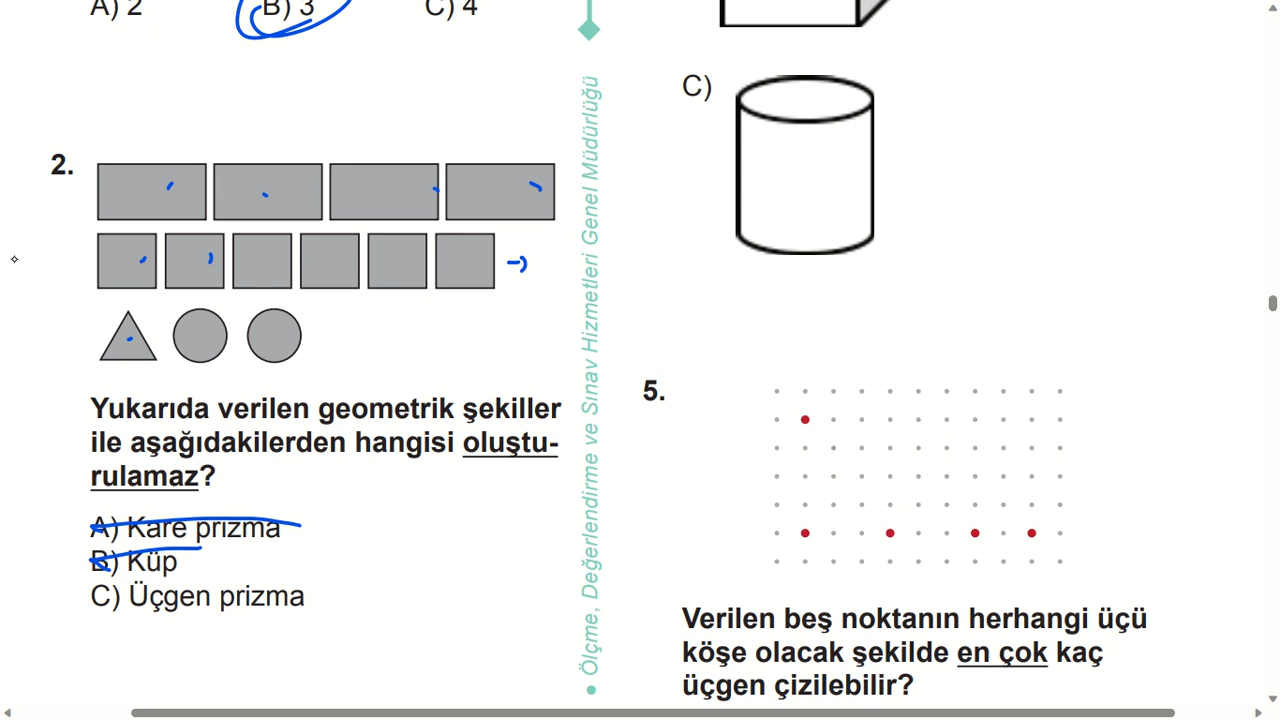 A) 2
B) 3
C) 4
2.
Yukarıda verilen geometrik şekiller
ile aşağıdakilerden hangisi oluştu-
rulamaz?
A) Kare prizma
B) Küp
C) Üçgen prizma
• Ölçme, Değerlendirme ve Sınav Hizmetleri Genel Müdürlüğü
C)
5.
Verilen beş noktanın herhangi üçü
köşe olacak şekilde en çok kaç
üçgen çizilebilir?